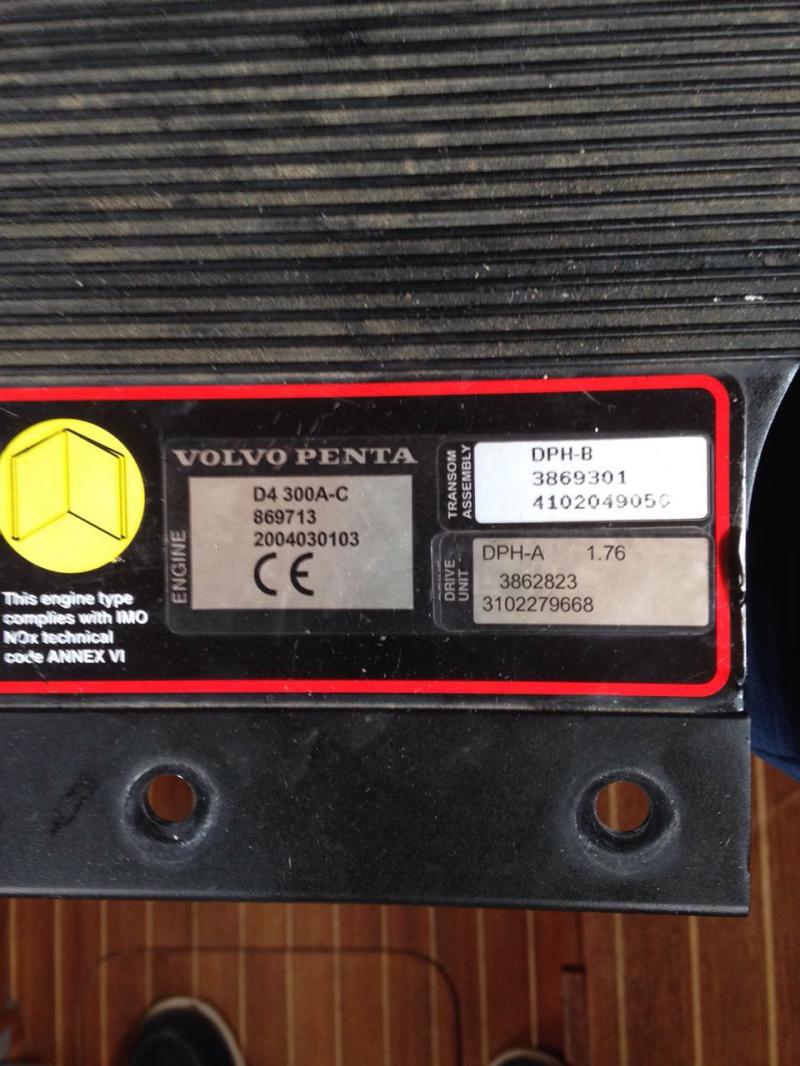 VOLVO PENTA
ENGINE
D4 300A-C
869713
2004030103
CE
TRANSOM
ASSEMBLY
DPH-B
3869301
DRIVE
UNIT
DPH-A 1.76
3862823
3102279668
This engine type
complies with IMO
NOx technical
code ANNEX VI